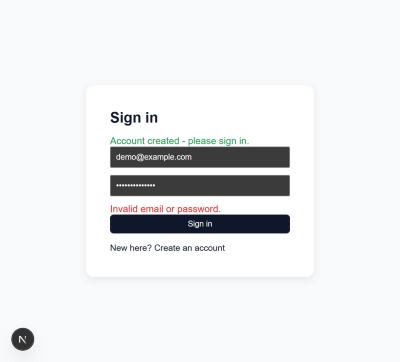 Sign in
Account created - please sign in.
demo@example.com
••••••••••••••
Invalid email or password.
Sign in
New here? Create an account
N